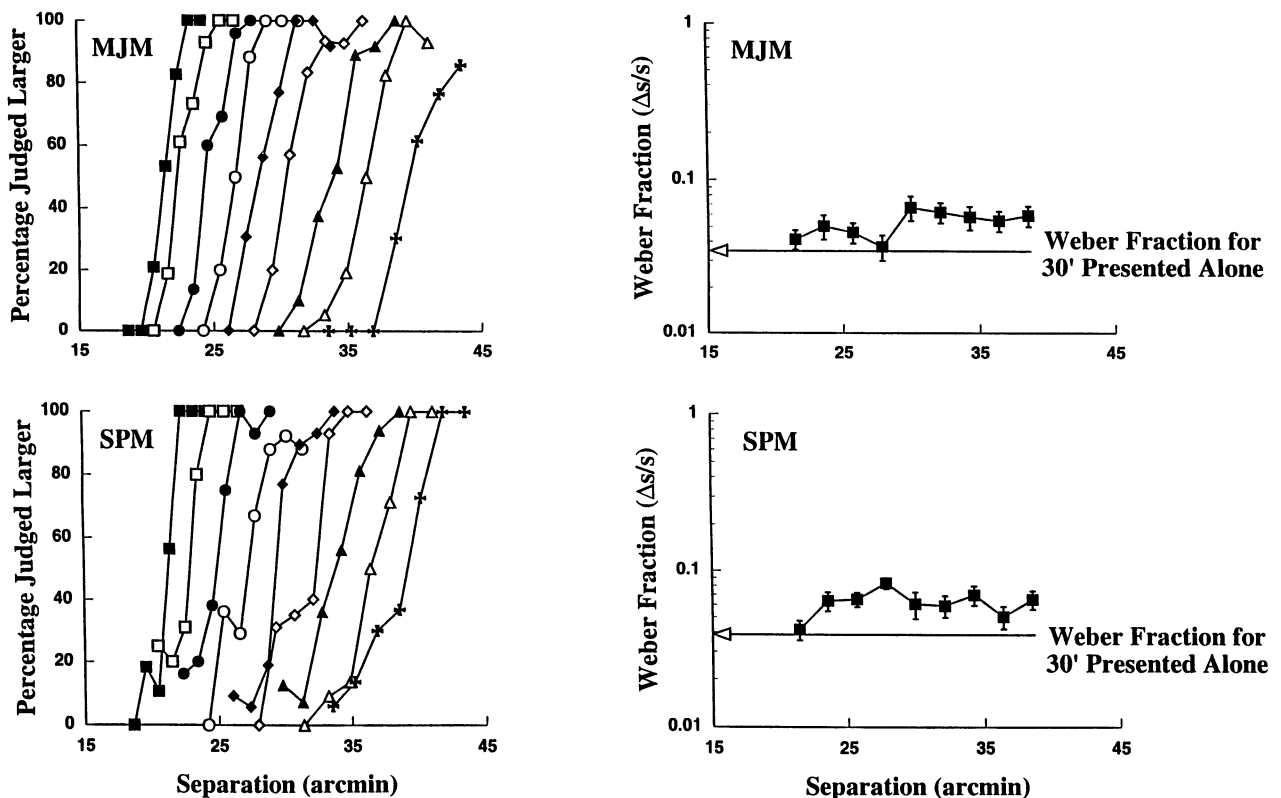 Percentage Judged Larger
MJM
100
80
60
40
20
0
15
25
35
45
Weber Fraction (Δs/s)
MJM
1
0.1
0.01
Weber Fraction for
30' Presented Alone
15
25
35
45
Percentage Judged Larger
SPM
100
80
60
40
20
0
15
25
35
45
Separation (arcmin)
Weber Fraction (Δs/s)
SPM
1
0.1
0.01
Weber Fraction for
30' Presented Alone
15
25
35
45
Separation (arcmin)